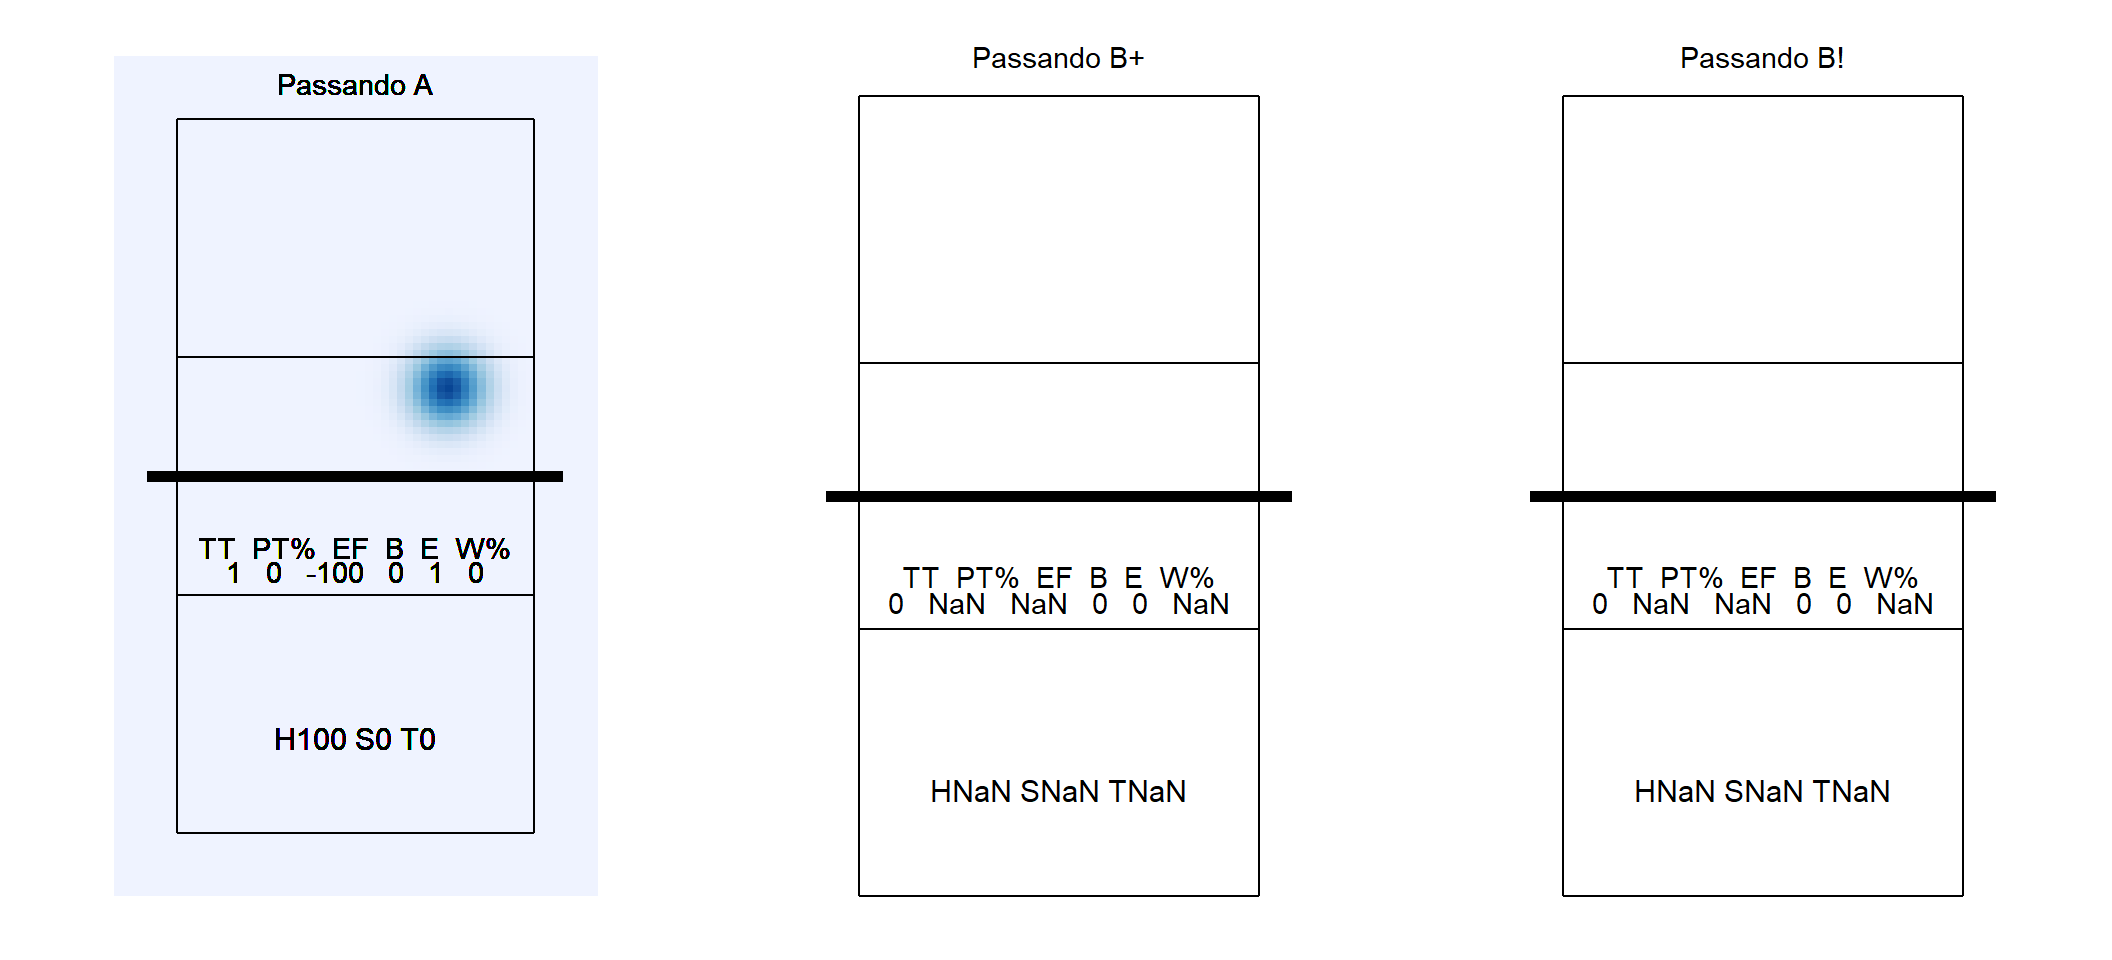 Passando A
TT PT% EF B E W%
1 0 -100 0 1 0
H100 S0 T0
Passando B+
TT PT% EF B E W%
0 NaN NaN 0 0 NaN
HNaN SNaN TNaN
Passando B!
TT PT% EF B E W%
0 NaN NaN 0 0 NaN
HNaN SNaN TNaN